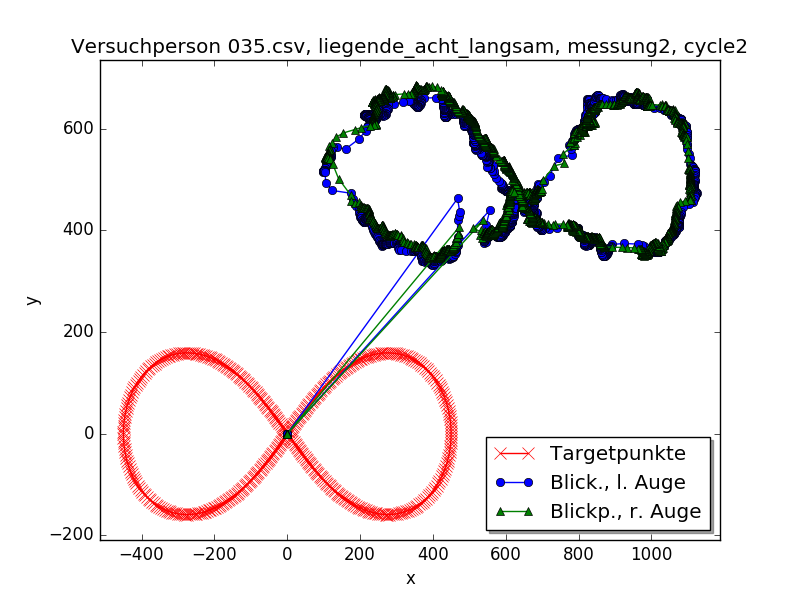 Versuchperson 035.csv, liegende_acht_langsam, messung2, cycle2
600
400
200
0
−200
y
−400
−200
0
200
400
600
800
1000
x
Targetpunkte
Blick., l. Auge
Blickp., r. Auge